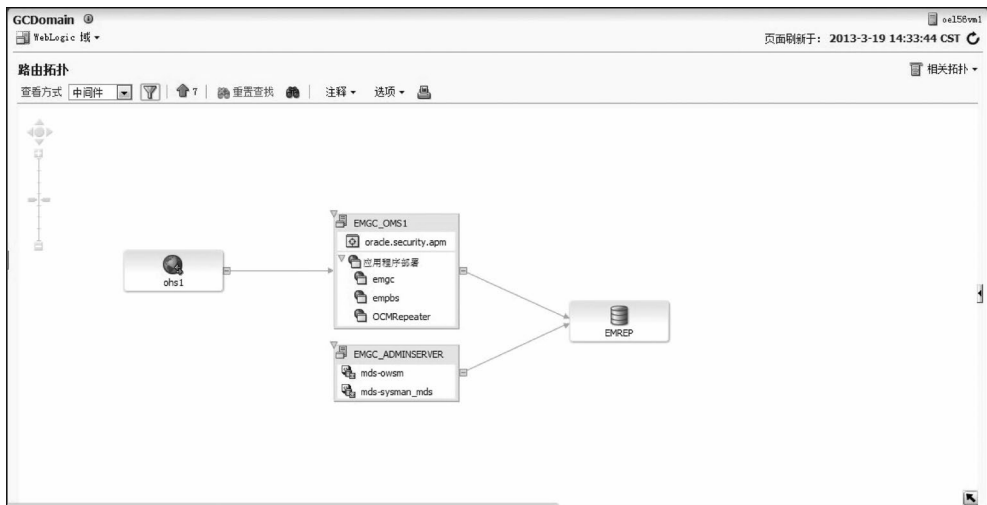 GCDomain
oel56vm1
WebLogic 域
页面刷新于: 2013-3-19 14:33:44 CST
路由拓扑
相关拓扑
查看方式 中间件 7 重置查找 注释 选项
EMGC_OMS1
oracle.security.apm
应用程序部署
emgc
empbs
OCMRepeater
ohs1
EMREP
EMGC_ADMINSERVER
mds-owsm
mds-sysman_mds